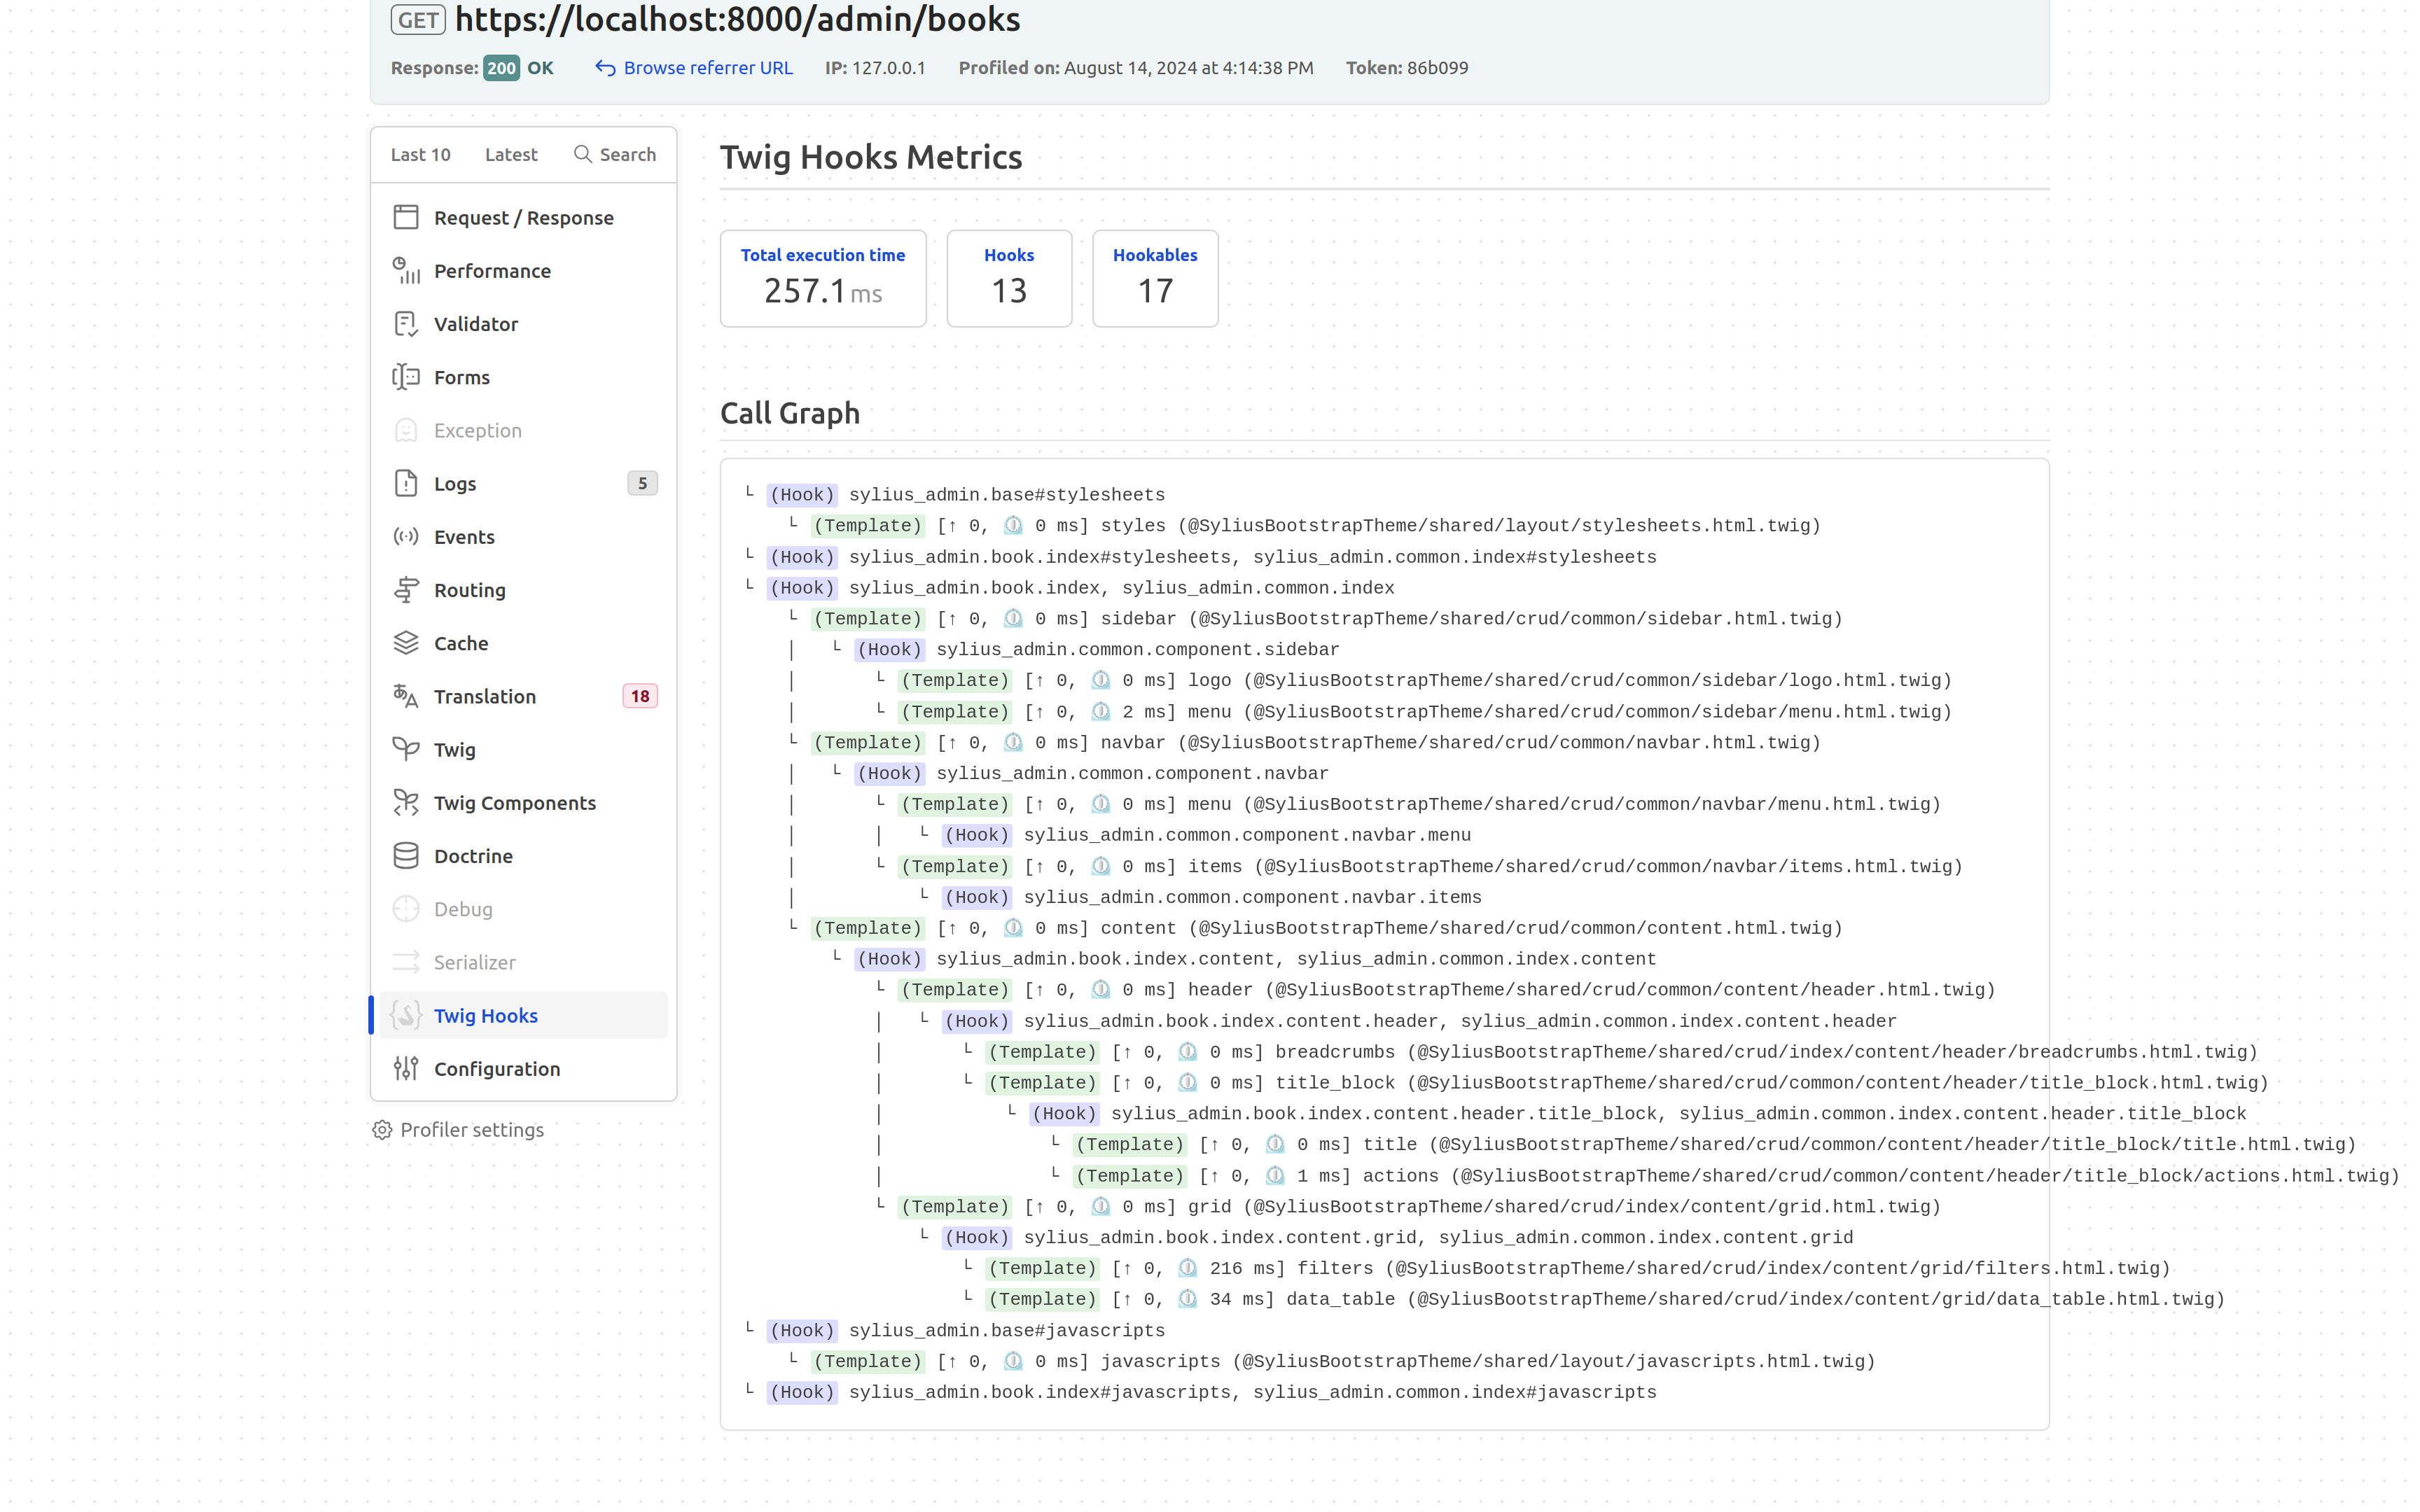 GET https://localhost:8000/admin/books
Response: 200 OK Browse referrer URL IP: 127.0.0.1 Profiled on: August 14, 2024 at 4:14:38 PM Token: 86b099
Last 10 Latest Search
Request / Response
Performance
Validator
Forms
Exception
Logs 5
Events
Routing
Cache
Translation 18
Twig
Twig Components
Doctrine
Debug
Serializer
Twig Hooks
Configuration
Profiler settings
Twig Hooks Metrics
Total execution time
257.1 ms
Hooks
13
Hookables
17
Call Graph
└ (Hook) sylius_admin.base#stylesheets
└ (Template) [↑ 0, ⏲ 0 ms] styles (@SyliusBootstrapTheme/shared/layout/stylesheets.html.twig)
└ (Hook) sylius_admin.book.index#stylesheets, sylius_admin.common.index#stylesheets
└ (Hook) sylius_admin.book.index, sylius_admin.common.index
└ (Template) [↑ 0, ⏲ 0 ms] sidebar (@SyliusBootstrapTheme/shared/crud/common/sidebar.html.twig)
│ └ (Hook) sylius_admin.common.component.sidebar
│ └ (Template) [↑ 0, ⏲ 0 ms] logo (@SyliusBootstrapTheme/shared/crud/common/sidebar/logo.html.twig)
│ └ (Template) [↑ 0, ⏲ 2 ms] menu (@SyliusBootstrapTheme/shared/crud/common/sidebar/menu.html.twig)
└ (Template) [↑ 0, ⏲ 0 ms] navbar (@SyliusBootstrapTheme/shared/crud/common/navbar.html.twig)
│ └ (Hook) sylius_admin.common.component.navbar
│ └ (Template) [↑ 0, ⏲ 0 ms] menu (@SyliusBootstrapTheme/shared/crud/common/navbar/menu.html.twig)
│ │ └ (Hook) sylius_admin.common.component.navbar.menu
│ └ (Template) [↑ 0, ⏲ 0 ms] items (@SyliusBootstrapTheme/shared/crud/common/navbar/items.html.twig)
│ └ (Hook) sylius_admin.common.component.navbar.items
└ (Template) [↑ 0, ⏲ 0 ms] content (@SyliusBootstrapTheme/shared/crud/common/content.html.twig)
└ (Hook) sylius_admin.book.index.content, sylius_admin.common.index.content
└ (Template) [↑ 0, ⏲ 0 ms] header (@SyliusBootstrapTheme/shared/crud/common/content/header.html.twig)
│ └ (Hook) sylius_admin.book.index.content.header, sylius_admin.common.index.content.header
│ └ (Template) [↑ 0, ⏲ 0 ms] breadcrumbs (@SyliusBootstrapTheme/shared/crud/index/content/header/breadcrumbs.html.twig)
│ └ (Template) [↑ 0, ⏲ 0 ms] title_block (@SyliusBootstrapTheme/shared/crud/common/content/header/title_block.html.twig)
│ └ (Hook) sylius_admin.book.index.content.header.title_block, sylius_admin.common.index.content.header.title_block
│ └ (Template) [↑ 0, ⏲ 0 ms] title (@SyliusBootstrapTheme/shared/crud/common/content/header/title_block/title.html.twig)
│ └ (Template) [↑ 0, ⏲ 1 ms] actions (@SyliusBootstrapTheme/shared/crud/common/content/header/title_block/actions.html.twig)
└ (Template) [↑ 0, ⏲ 0 ms] grid (@SyliusBootstrapTheme/shared/crud/index/content/grid.html.twig)
└ (Hook) sylius_admin.book.index.content.grid, sylius_admin.common.index.content.grid
└ (Template) [↑ 0, ⏲ 216 ms] filters (@SyliusBootstrapTheme/shared/crud/index/content/grid/filters.html.twig)
└ (Template) [↑ 0, ⏲ 34 ms] data_table (@SyliusBootstrapTheme/shared/crud/index/content/grid/data_table.html.twig)
└ (Hook) sylius_admin.base#javascripts
└ (Template) [↑ 0, ⏲ 0 ms] javascripts (@SyliusBootstrapTheme/shared/layout/javascripts.html.twig)
└ (Hook) sylius_admin.book.index#javascripts, sylius_admin.common.index#javascripts